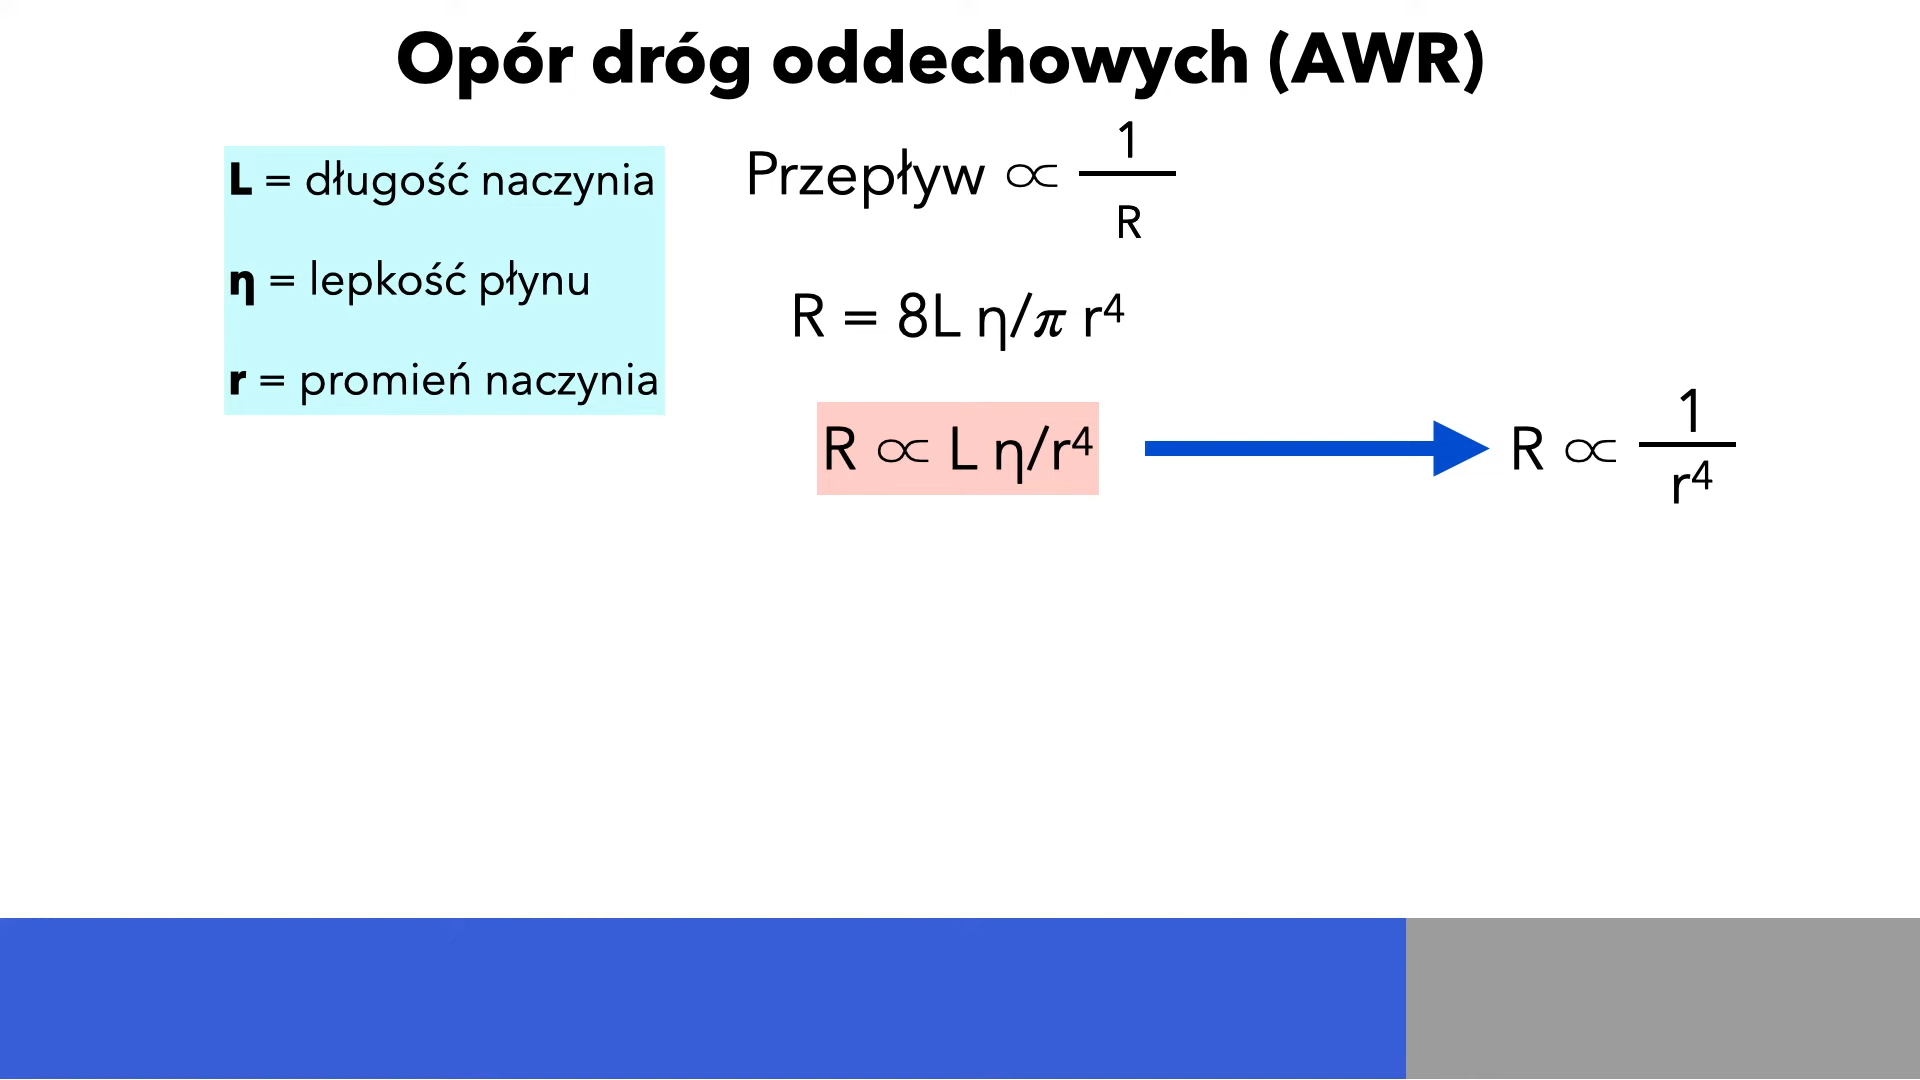 Opór dróg oddechowych (AWR)
L = długość naczynia
η = lepkość płynu
r = promień naczynia
Przepływ ∝ 1/R
R = 8L η/π r⁴
R ∝ L η/r⁴
R ∝ 1/r⁴